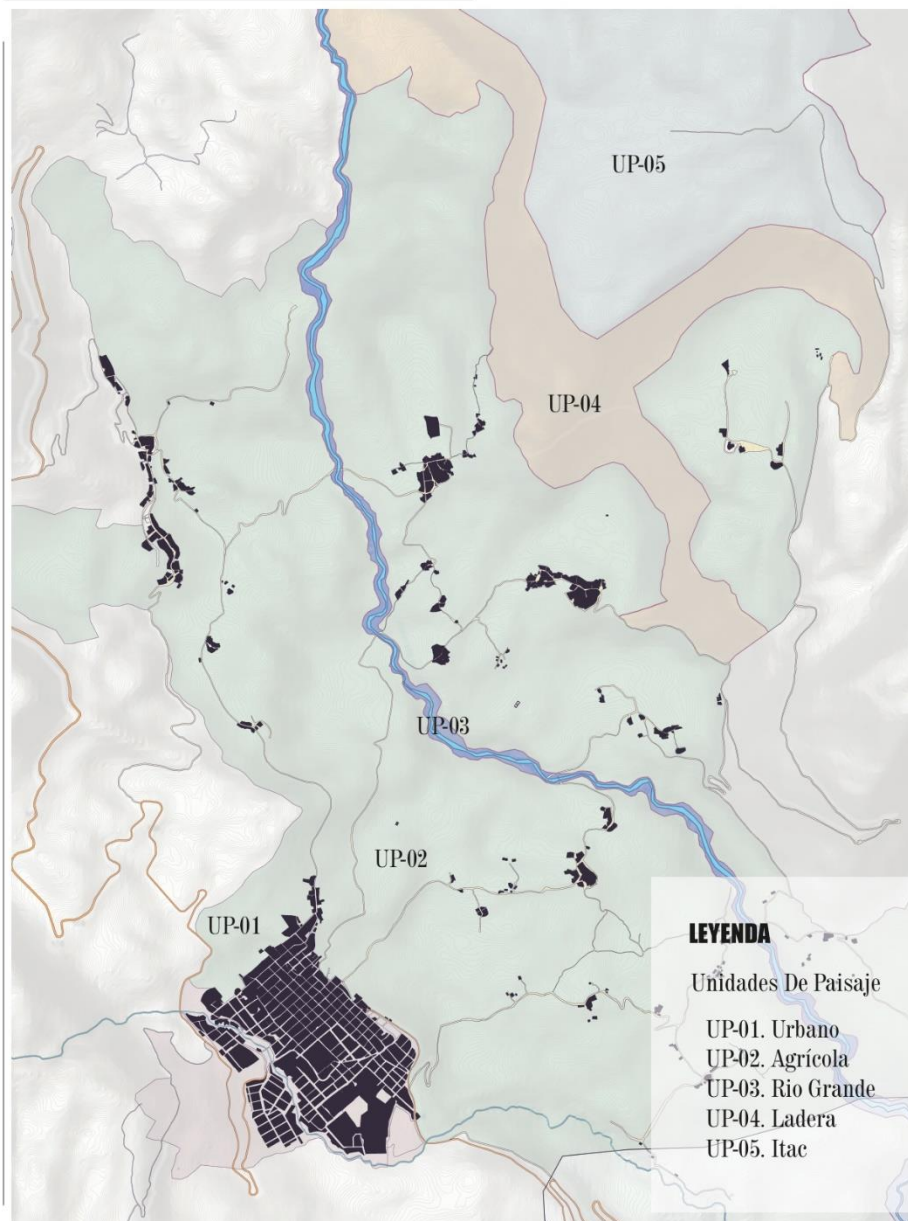 UP-05
UP-04
UP-03
UP-02
UP-01
LEYENDA
Unidades De Paisaje
UP-01. Urbano
UP-02. Agrícola
UP-03. Rio Grande
UP-04. Ladera
UP-05. Itac